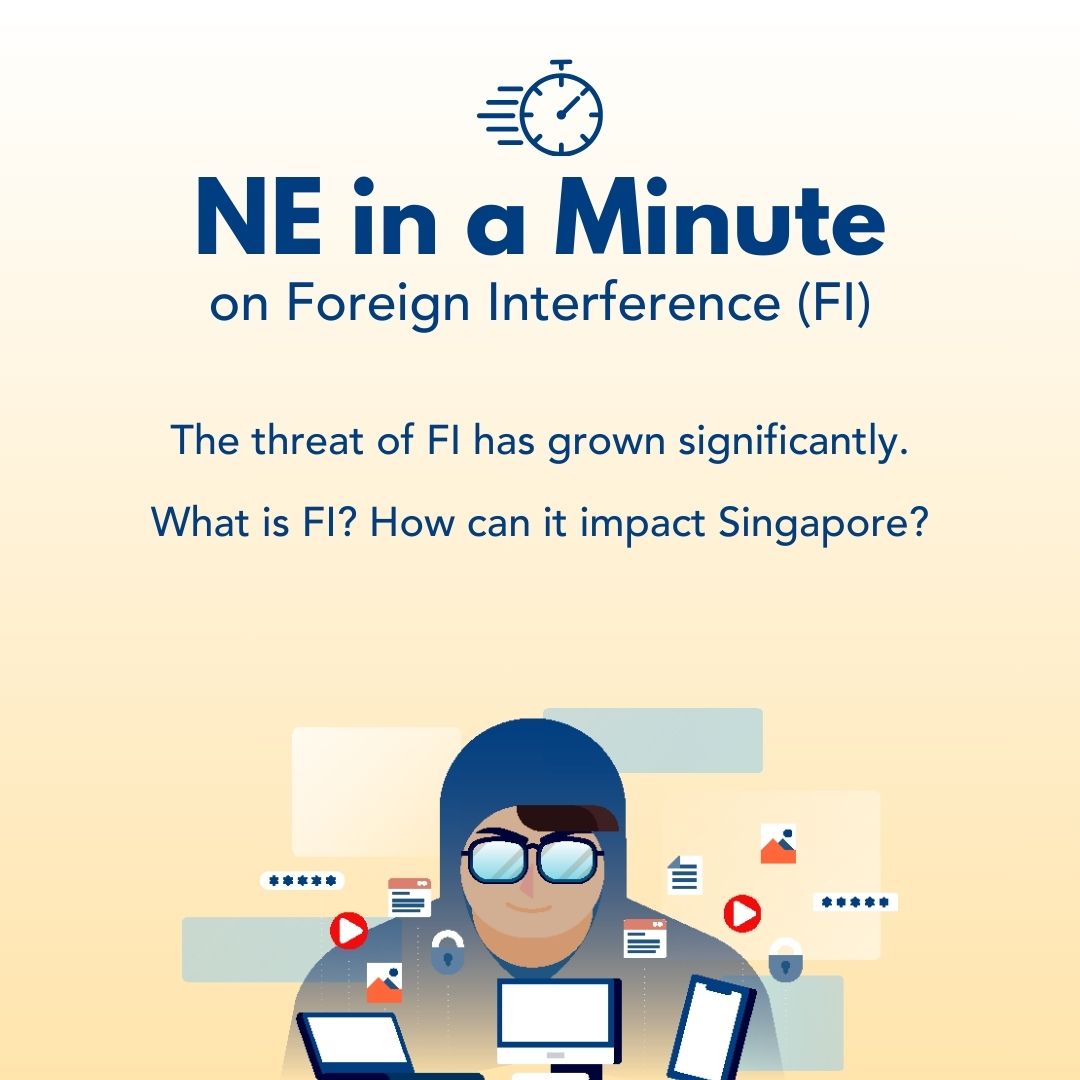 NE in a Minute
on Foreign Interference (FI)
The threat of FI has grown significantly.
What is FI? How can it impact Singapore?
*****
*****